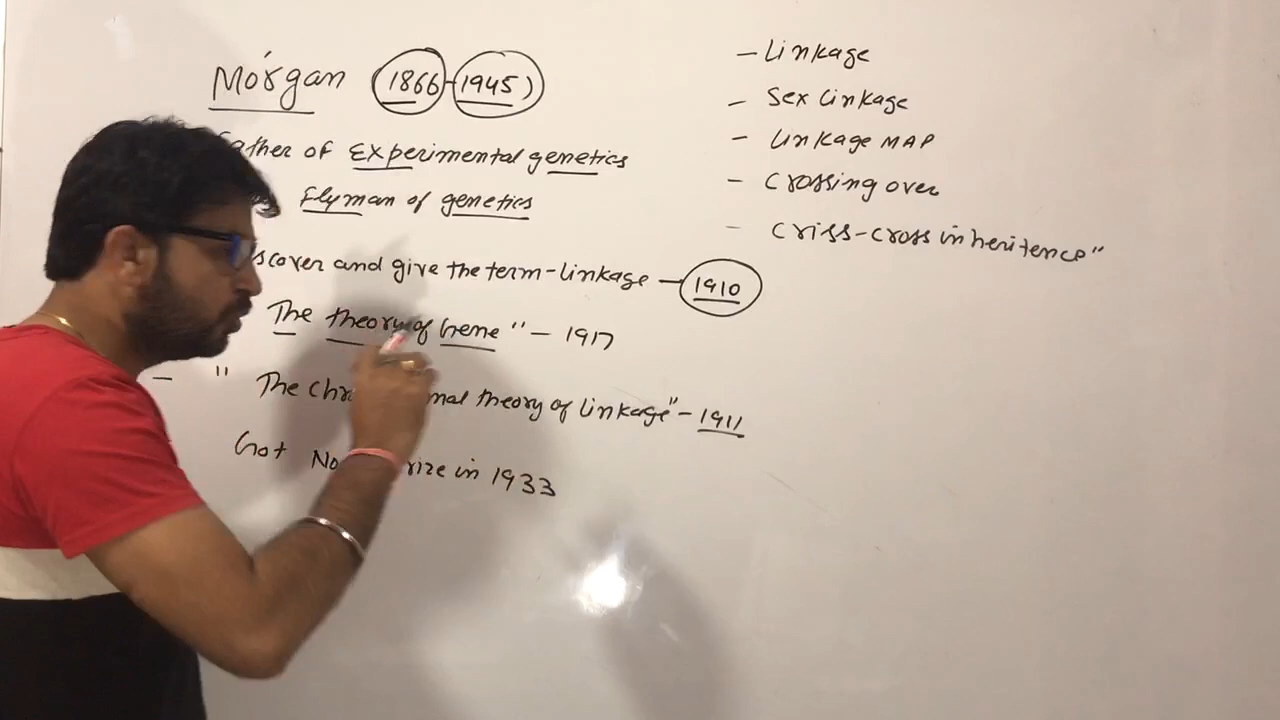 Morgan (1866-1945)
Father of Experimental genetics
Flyman of genetics
scover and give the term-linkage - 1910
The theory of Gene" - 1917
- " The Chr mal theory of linkage" - 1911
Got No rize in 1933
- Linkage
- Sex linkage
- Linkage MAP
- Crossing over
- Criss-cross inheritence"